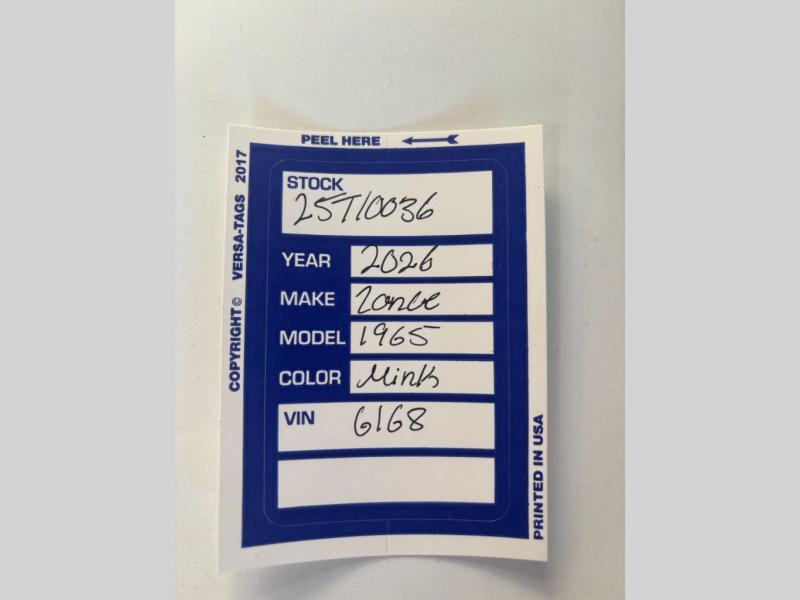 PEEL HERE
COPYRIGHT© VERSA-TAGS 2017
STOCK
25T10036
YEAR 2026
MAKE Lance
MODEL 1965
COLOR Mink
VIN 6168
PRINTED IN USA